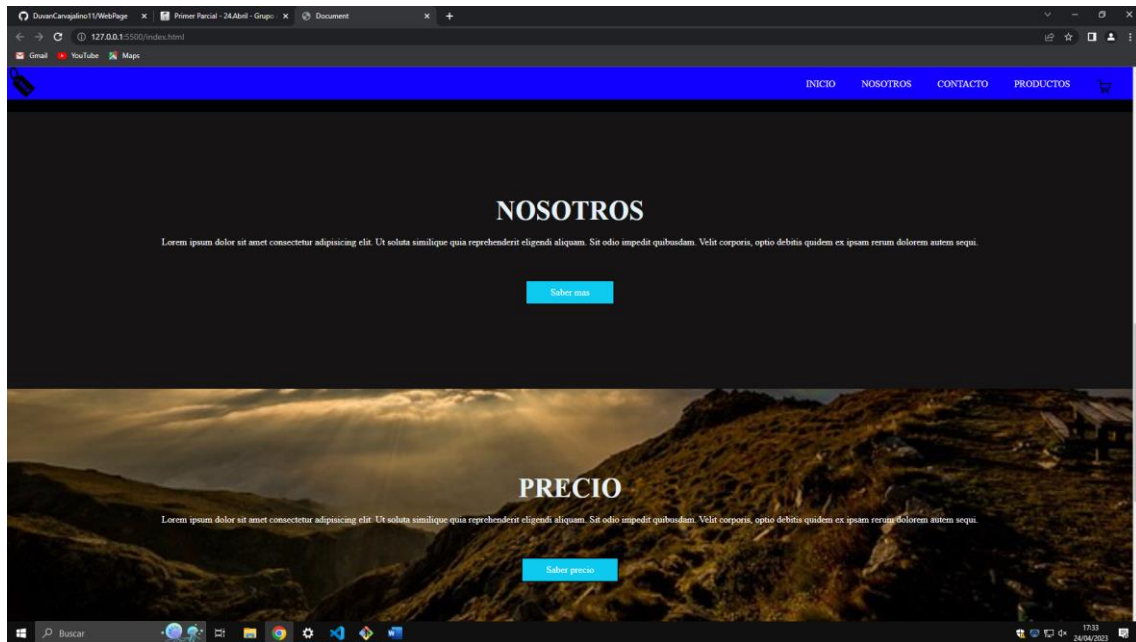 DuvanCarvajalino11/WebPage
Primer Parcial - 24.Abril - Grupo
Document
127.0.0.1:5500/index.html
Gmail YouTube Maps
INICIO NOSOTROS CONTACTO PRODUCTOS
NOSOTROS
Lorem ipsum dolor sit amet consectetur adipisicing elit. Ut soluta similique quia reprehenderit eligendi aliquam. Sit odio impedit quibusdam. Velit corporis, optio debitis quidem ex ipsam rerum dolorem autem sequi.
Saber mas
PRECIO
Lorem ipsum dolor sit amet consectetur adipisicing elit. Ut soluta similique quia reprehenderit eligendi aliquam. Sit odio impedit quibusdam. Velit corporis, optio debitis quidem ex ipsam rerum dolorem autem sequi.
Saber precio
Buscar
17:33
24/04/2023